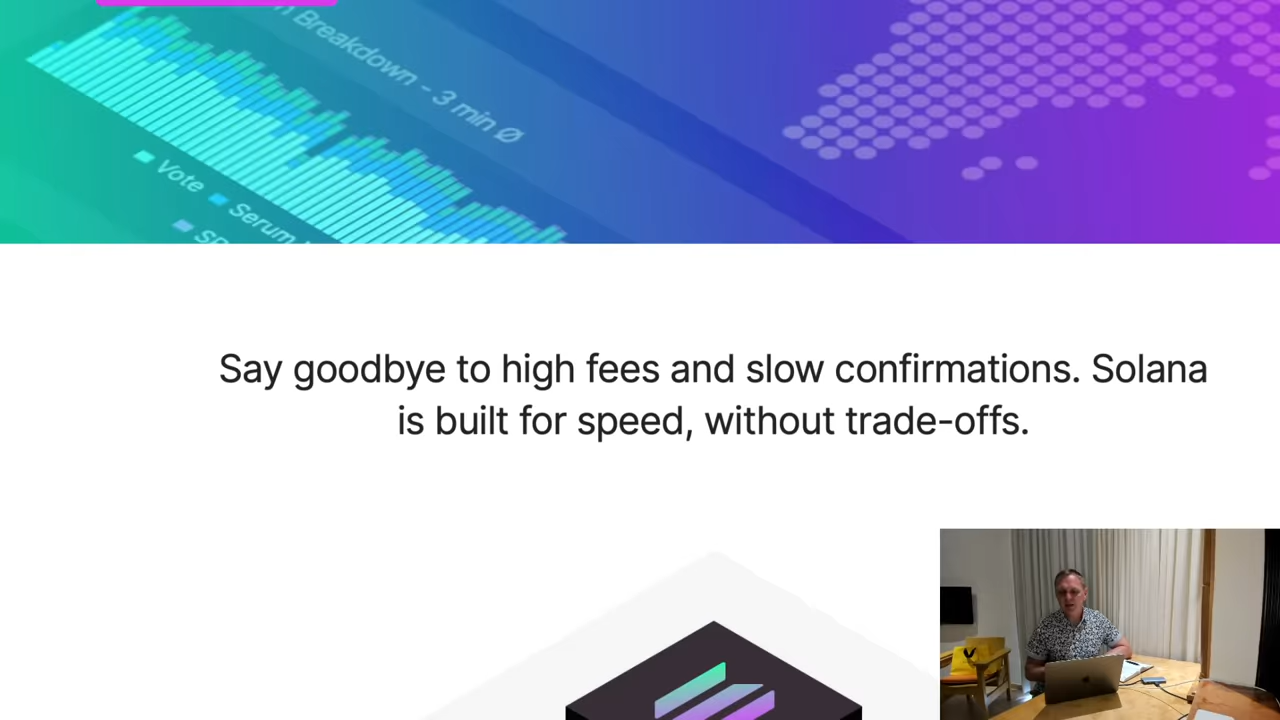 Breakdown - 3 min Ø
Vote Serum
Say goodbye to high fees and slow confirmations. Solana
is built for speed, without trade-offs.